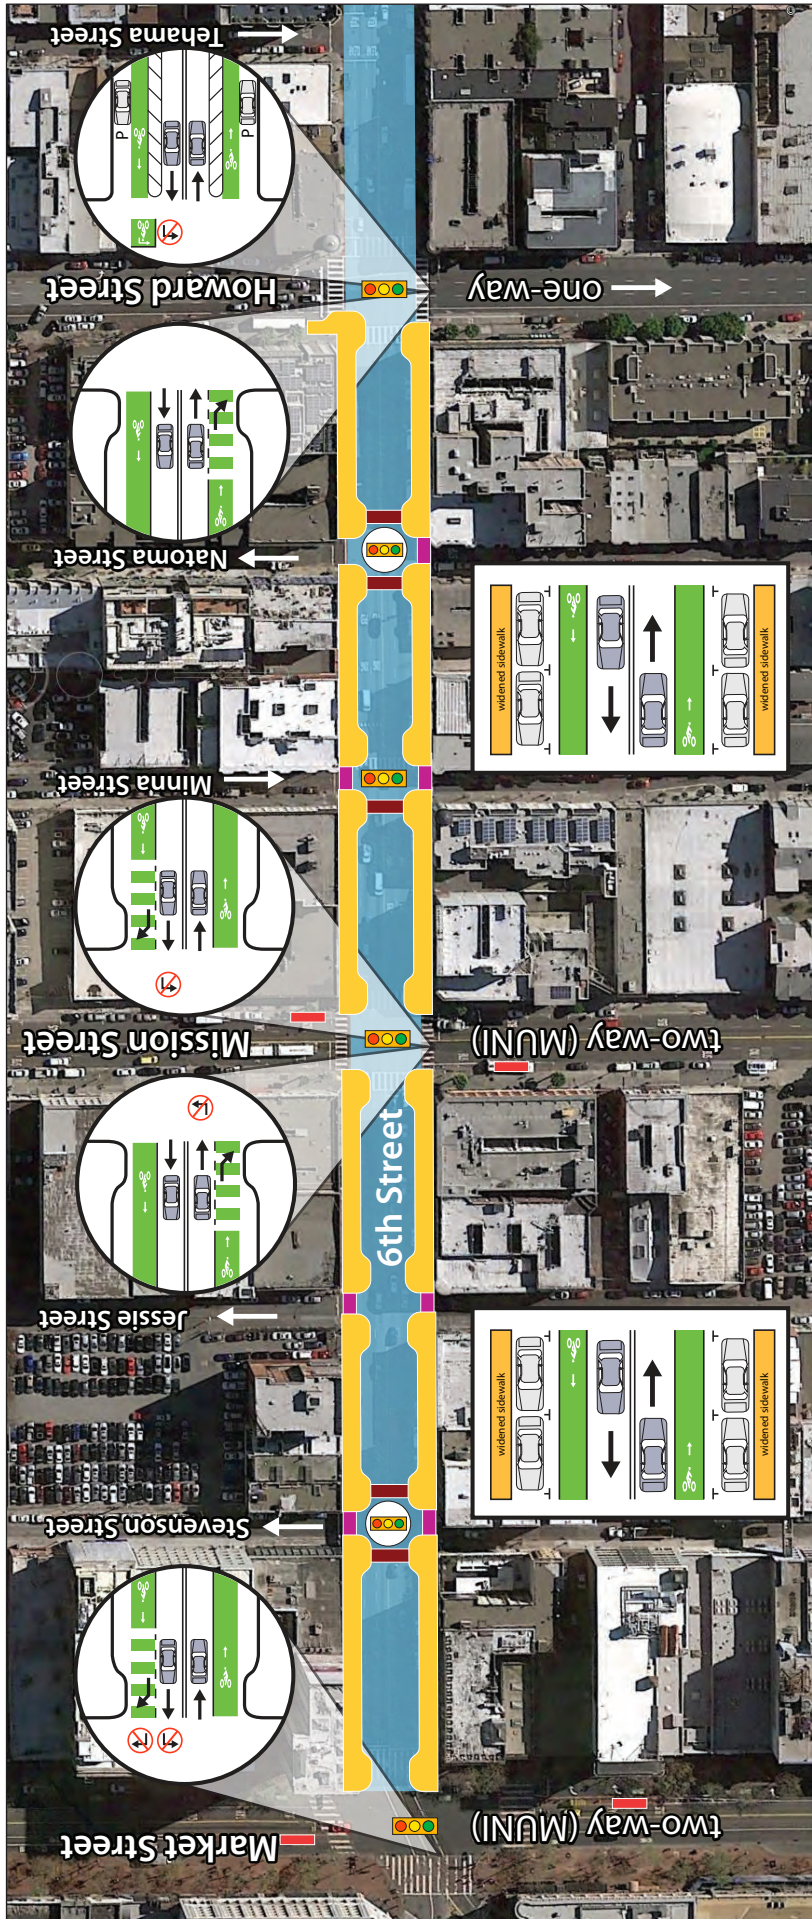 Market Street
two-way (MUNI)
Stevenson Street
widened sidewalk
widened sidewalk
Jessie Street
6th Street
Mission Street
two-way (MUNI)
Minna Street
widened sidewalk
widened sidewalk
Natoma Street
Howard Street
one-way
P
P
Tehama Street